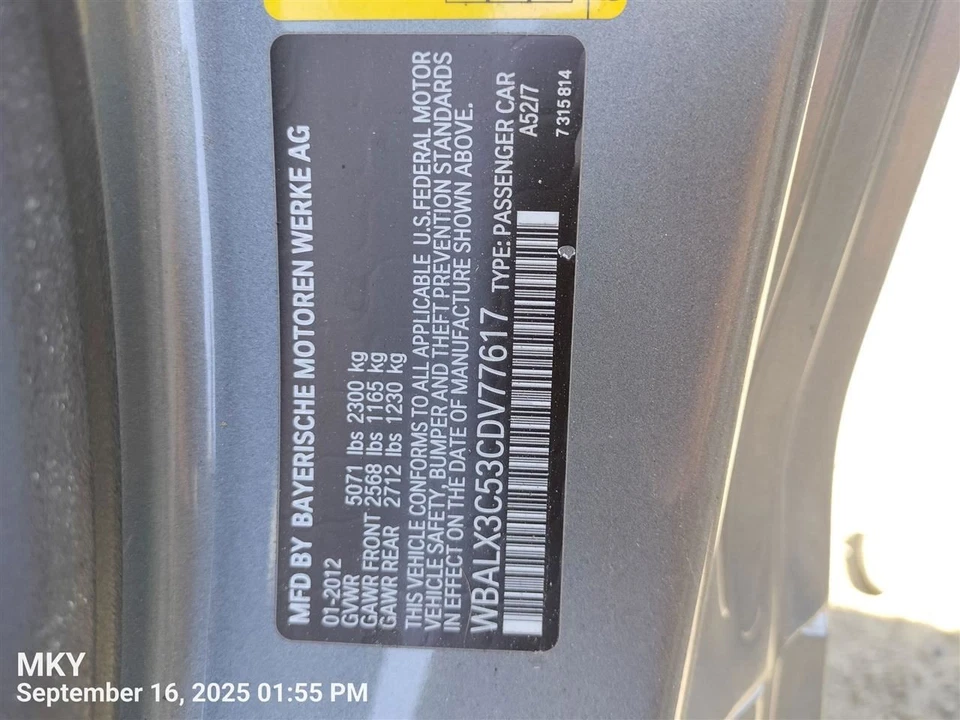 MFD BY BAYERISCHE MOTOREN WERKE AG
01-2012
GVWR 5071 lbs 2300 kg
GAWR FRONT 2568 lbs 1165 kg
GAWR REAR 2712 lbs 1230 kg
THIS VEHICLE CONFORMS TO ALL APPLICABLE U.S.FEDERAL MOTOR
VEHICLE SAFETY, BUMPER AND THEFT PREVENTION STANDARDS
IN EFFECT ON THE DATE OF MANUFACTURE SHOWN ABOVE.
WBALX3C53CDV77617 TYPE: PASSENGER CAR
A52/7
7 315 814
MKY
September 16, 2025 01:55 PM